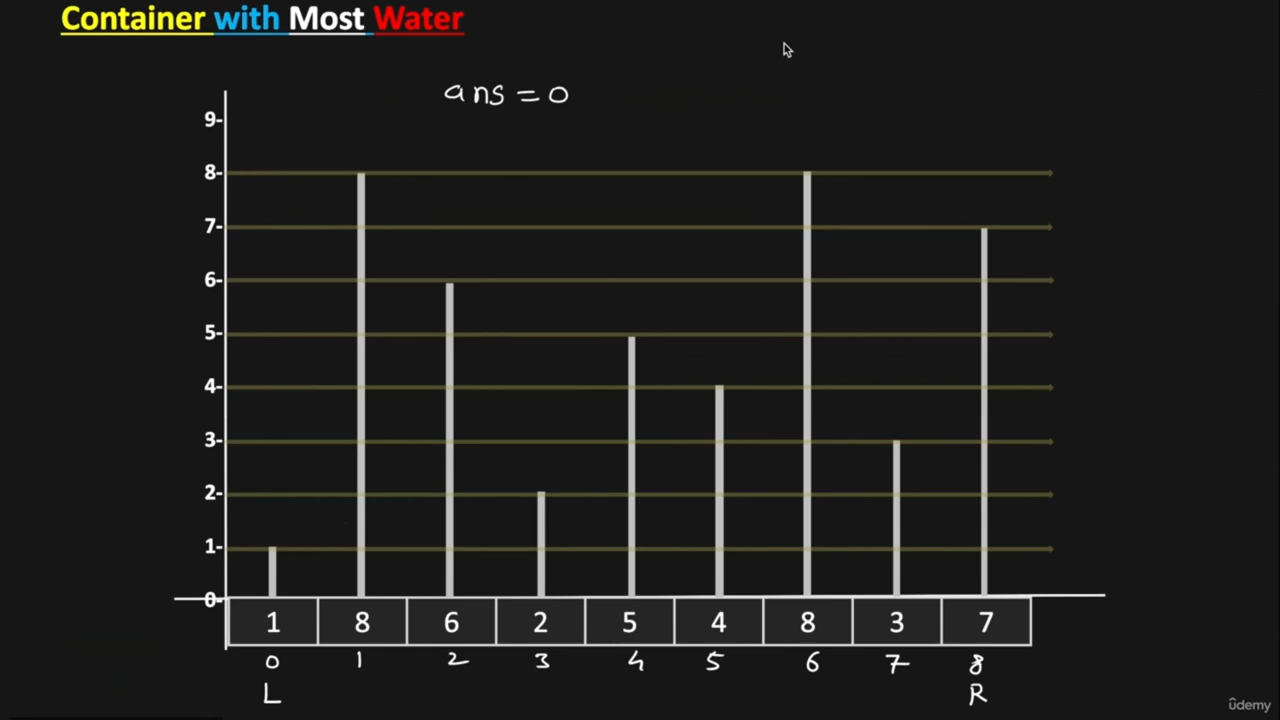 Container with Most Water
ans = 0
9-
8-
7-
6-
5-
4-
3-
2-
1-
0-
1 8 6 2 5 4 8 3 7
0 1 2 3 4 5 6 7 8
L R
ûdemy